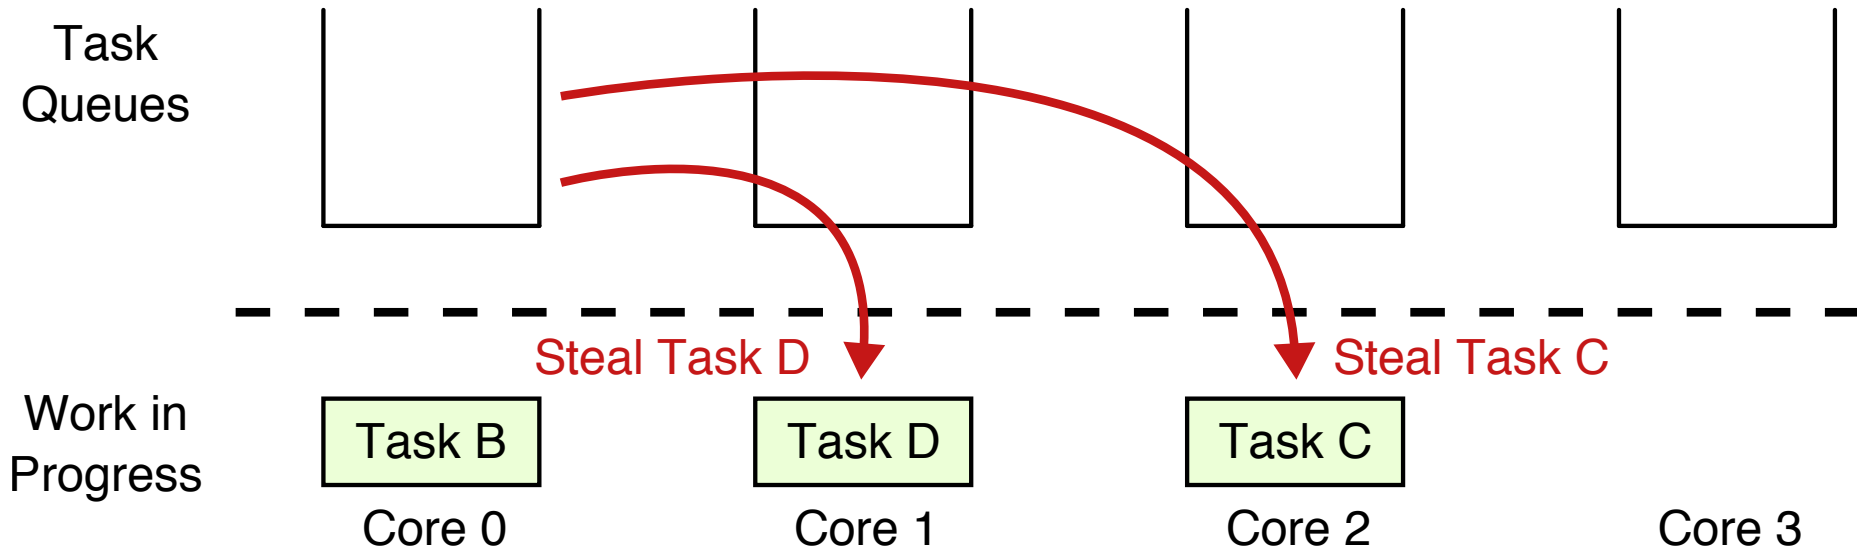 Task
Queues
Steal Task D
Steal Task C
Work in
Progress
Task B
Task D
Task C
Core 0
Core 1
Core 2
Core 3